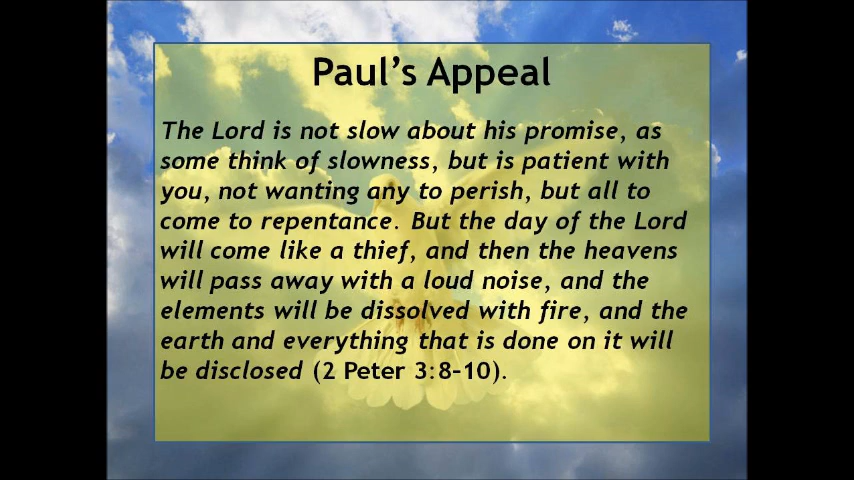 Paul’s Appeal
The Lord is not slow about his promise, as
some think of slowness, but is patient with
you, not wanting any to perish, but all to
come to repentance. But the day of the Lord
will come like a thief, and then the heavens
will pass away with a loud noise, and the
elements will be dissolved with fire, and the
earth and everything that is done on it will
be disclosed (2 Peter 3:8–10).